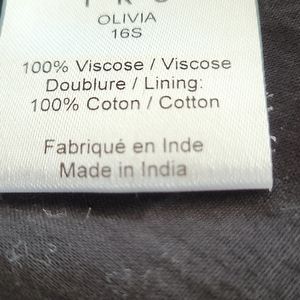 OLIVIA
16S
100% Viscose / Viscose
Doublure / Lining:
100% Coton / Cotton
Fabriqué en Inde
Made in India